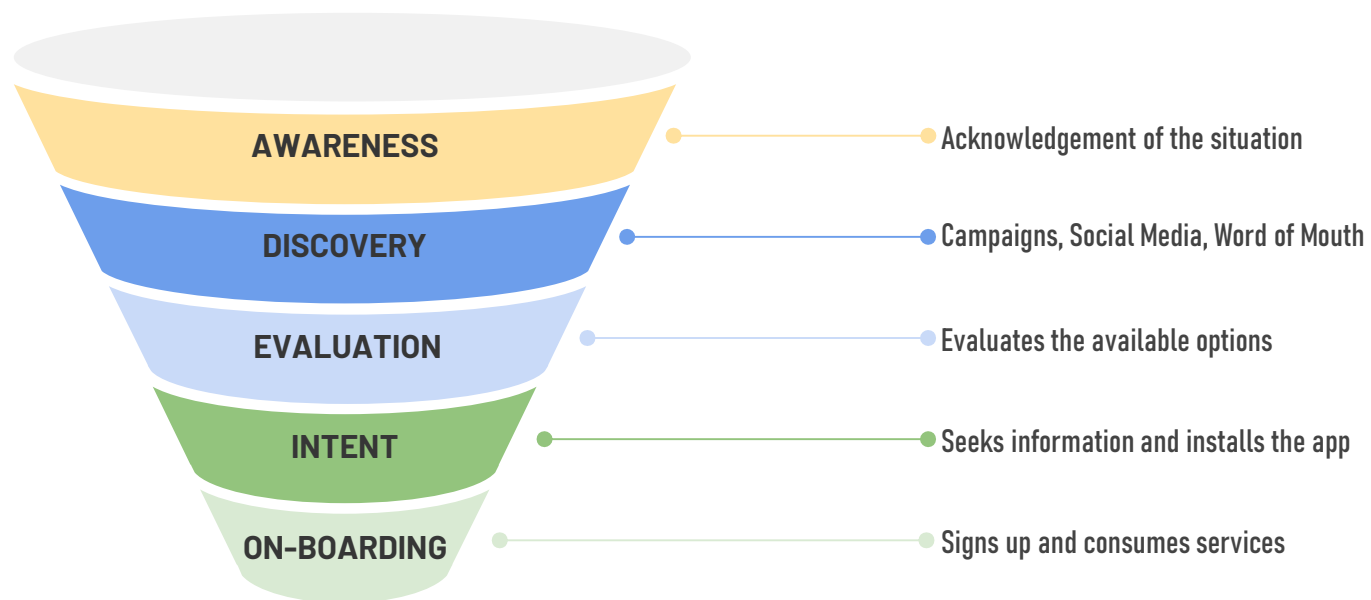 AWARENESS
Acknowledgement of the situation
DISCOVERY
Campaigns, Social Media, Word of Mouth
EVALUATION
Evaluates the available options
INTENT
Seeks information and installs the app
ON-BOARDING
Signs up and consumes services